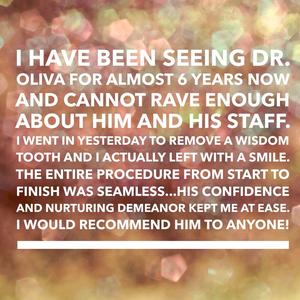 I HAVE BEEN SEEING DR.
OLIVA FOR ALMOST 6 YEARS NOW
AND CANNOT RAVE ENOUGH
ABOUT HIM AND HIS STAFF.
I WENT IN YESTERDAY TO REMOVE A WISDOM
TOOTH AND I ACTUALLY LEFT WITH A SMILE.
THE ENTIRE PROCEDURE FROM START TO
FINISH WAS SEAMLESS...HIS CONFIDENCE
AND NURTURING DEMEANOR KEPT ME AT EASE.
I WOULD RECOMMEND HIM TO ANYONE!